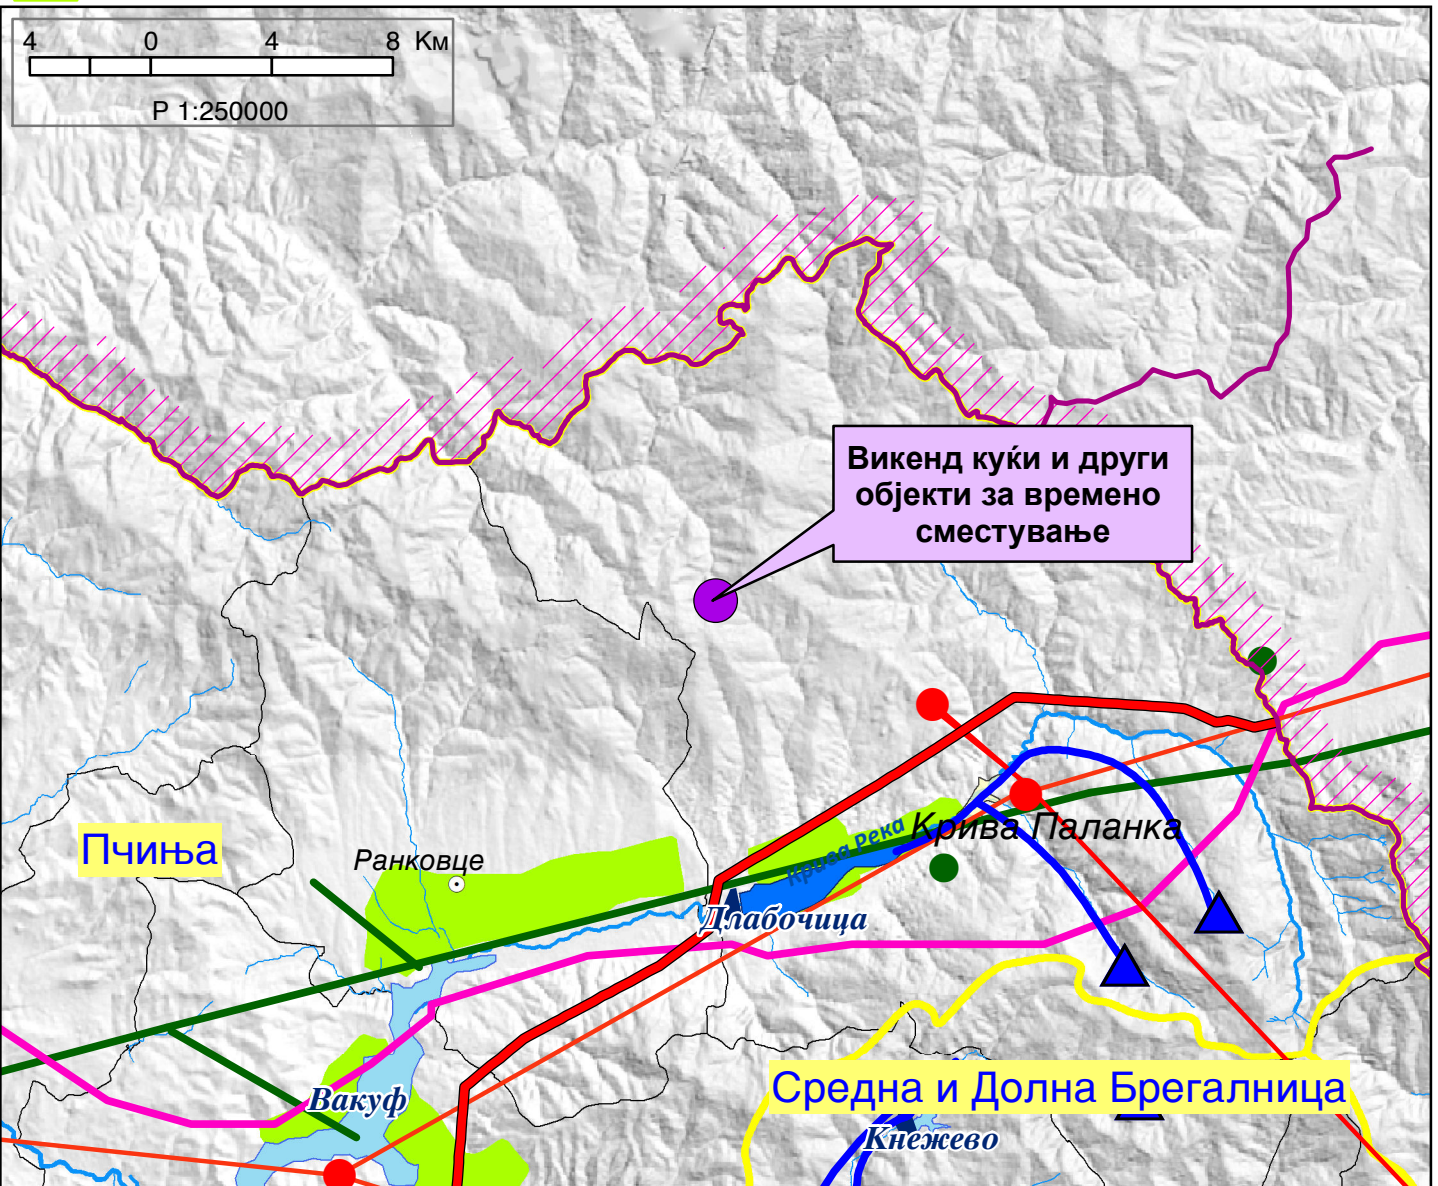 4 0 4 8 Км
Р 1:250000
Викенд куќи и други
објекти за времено
сместување
Пчиња
Ранковце
Крива Река
Крива Паланка
Длабочица
Вакуф
Средна и Долна Брегалница
Кнежево